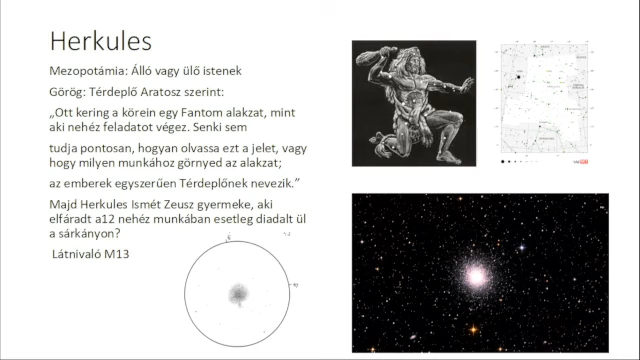 Herkules
Mezopotámia: Álló vagy ülő istenek
Görög: Térdeplő Aratosz szerint:
„Ott kering a körein egy Fantom alakzat, mint
aki nehéz feladatot végez. Senki sem
tudja pontosan, hogyan olvassa ezt a jelet, vagy
hogy milyen munkához görnyed az alakzat;
az emberek egyszerűen Térdeplőnek nevezik.”
Majd Herkules Ismét Zeusz gyermeke, aki
elfáradt a12 nehéz munkában esetleg diadalt ül
a sárkányon?
Látnivaló M13